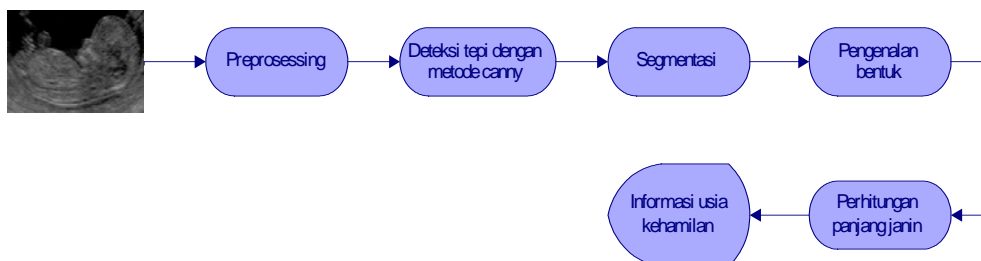 Preprosessing
Deteksi tepi dengan
metode canny
Segmentasi
Pengenalan
bentuk
Informasi usia
kehamilan
Perhitungan
panjang janin